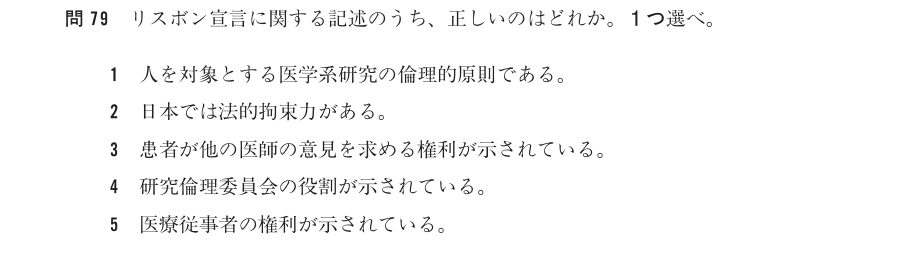 問79　リスボン宣言に関する記述のうち、正しいのはどれか。1つ選べ。
1　人を対象とする医学系研究の倫理的原則である。
2　日本では法的拘束力がある。
3　患者が他の医師の意見を求める権利が示されている。
4　研究倫理委員会の役割が示されている。
5　医療従事者の権利が示されている。